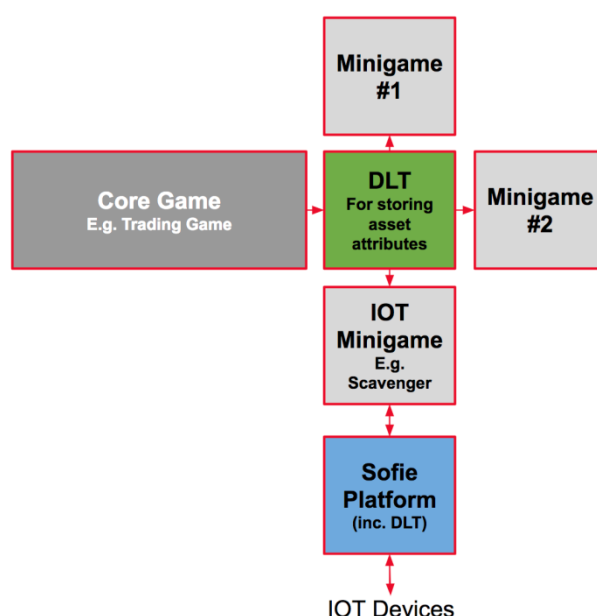 Minigame
#1
Core Game
E.g. Trading Game
DLT
For storing
asset
attributes
Minigame
#2
IOT
Minigame
E.g.
Scavenger
Sofie
Platform
(inc. DLT)
IOT Devices